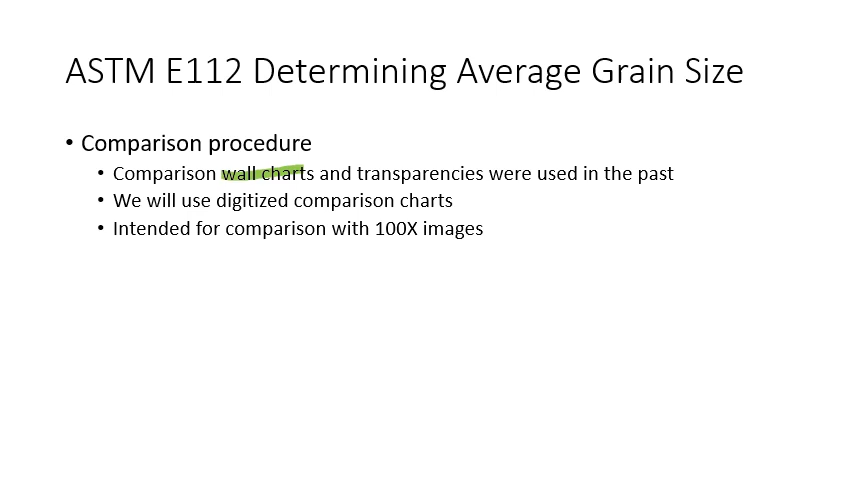 ASTM E112 Determining Average Grain Size
• Comparison procedure
• Comparison wall charts and transparencies were used in the past
• We will use digitized comparison charts
• Intended for comparison with 100X images